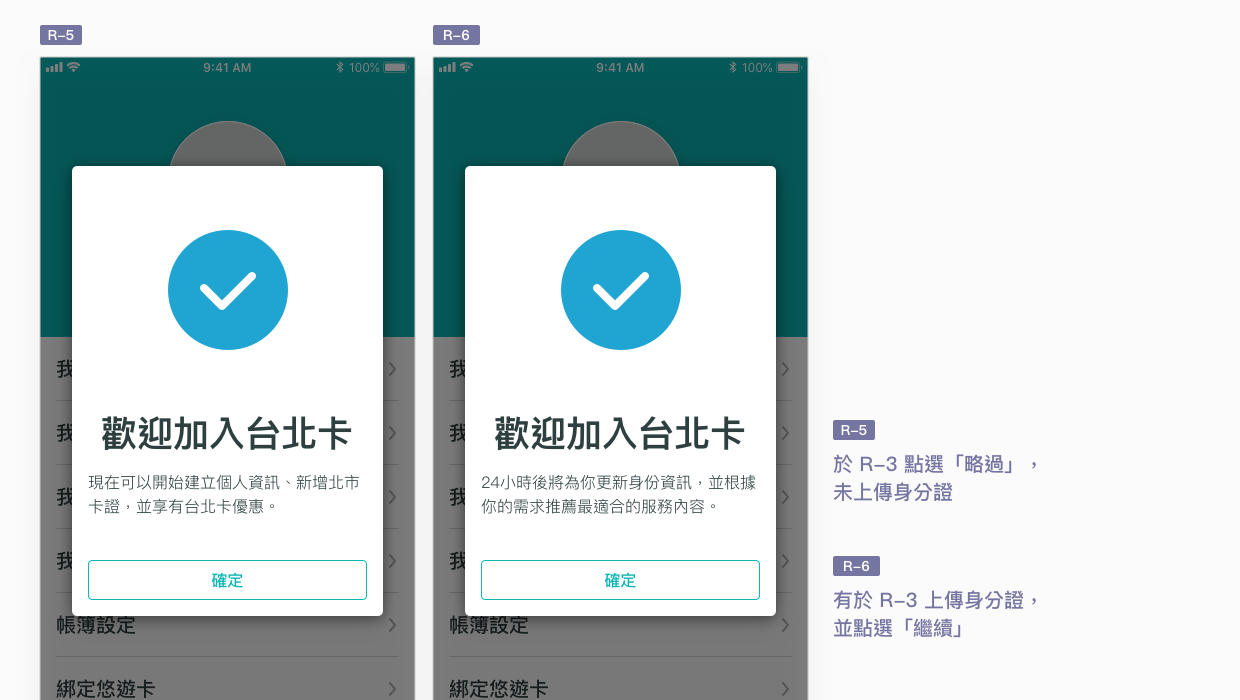 R-5
R-6
9:41 AM
100%
9:41 AM
100%
我
我
我
我
歡迎加入台北卡
現在可以開始建立個人資訊、新增北市
卡證，並享有台北卡優惠。
確定
帳簿設定
綁定悠遊卡
我
我
我
我
歡迎加入台北卡
24小時後將為你更新身份資訊，並根據
你的需求推薦最適合的服務內容。
確定
帳簿設定
綁定悠遊卡
R-5
於 R-3 點選「略過」，
未上傳身分證
R-6
有於 R-3 上傳身分證，
並點選「繼續」